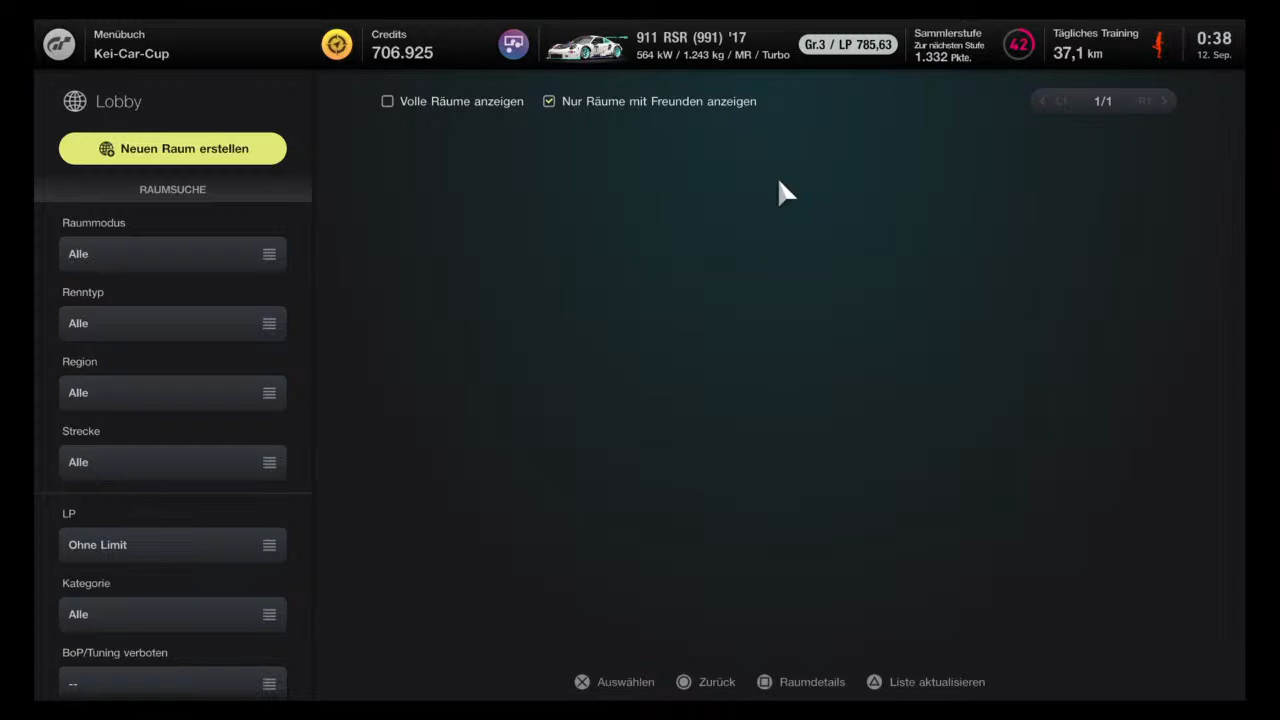 Menübuch
Kei-Car-Cup
Credits
706.925
911 RSR (991) '17
564 kW / 1.243 kg / MR / Turbo
Gr.3 / LP 785,63
Sammlerstufe
Zur nächsten Stufe
1.332 Pkte.
42
Tägliches Training
37,1 km
0:38
12. Sep.
Lobby
Volle Räume anzeigen
Nur Räume mit Freunden anzeigen
L1 1/1 R1
Neuen Raum erstellen
RAUMSUCHE
Raummodus
Alle
Renntyp
Alle
Region
Alle
Strecke
Alle
LP
Ohne Limit
Kategorie
Alle
BoP/Tuning verboten
--
Auswählen Zurück Raumdetails Liste aktualisieren